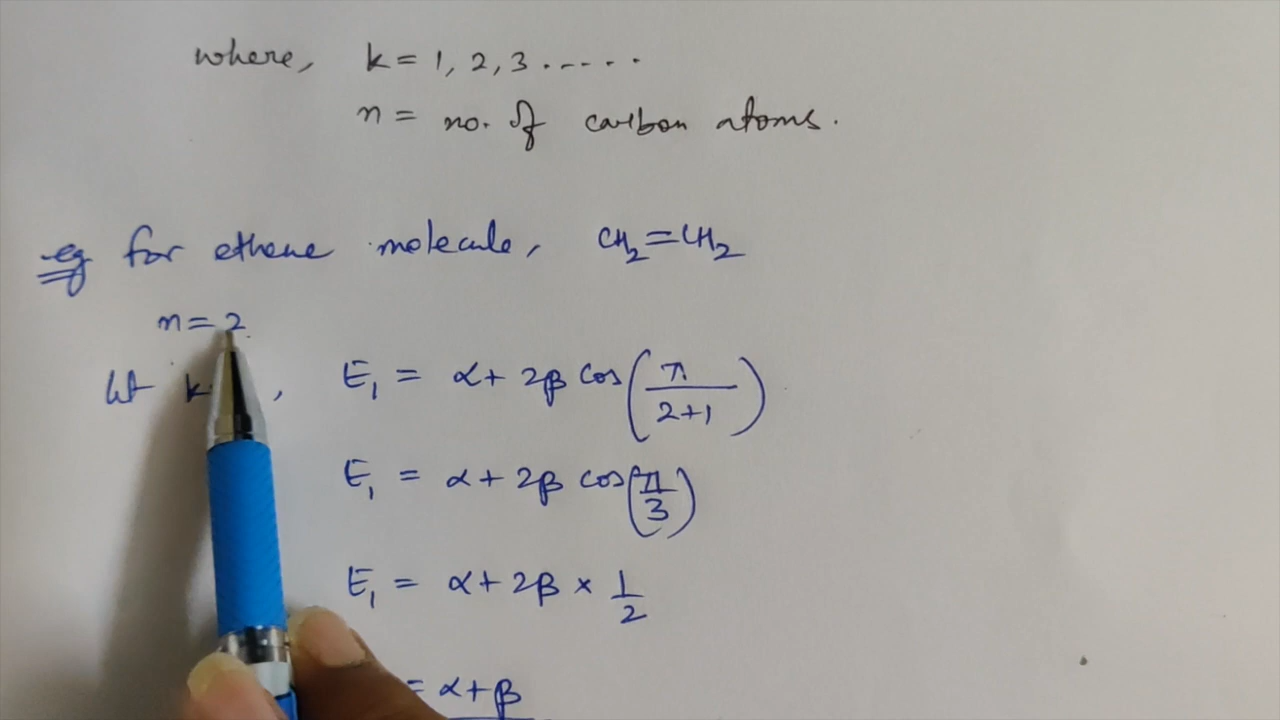 where, k = 1, 2, 3 .....
n = no. of carbon atoms.
eg for ethene molecule, CH₂=CH₂
n = 2
let k , E₁ = α + 2β cos(π/(2+1))
E₁ = α + 2β cos(π/3)
E₁ = α + 2β × 1/2
= α + β